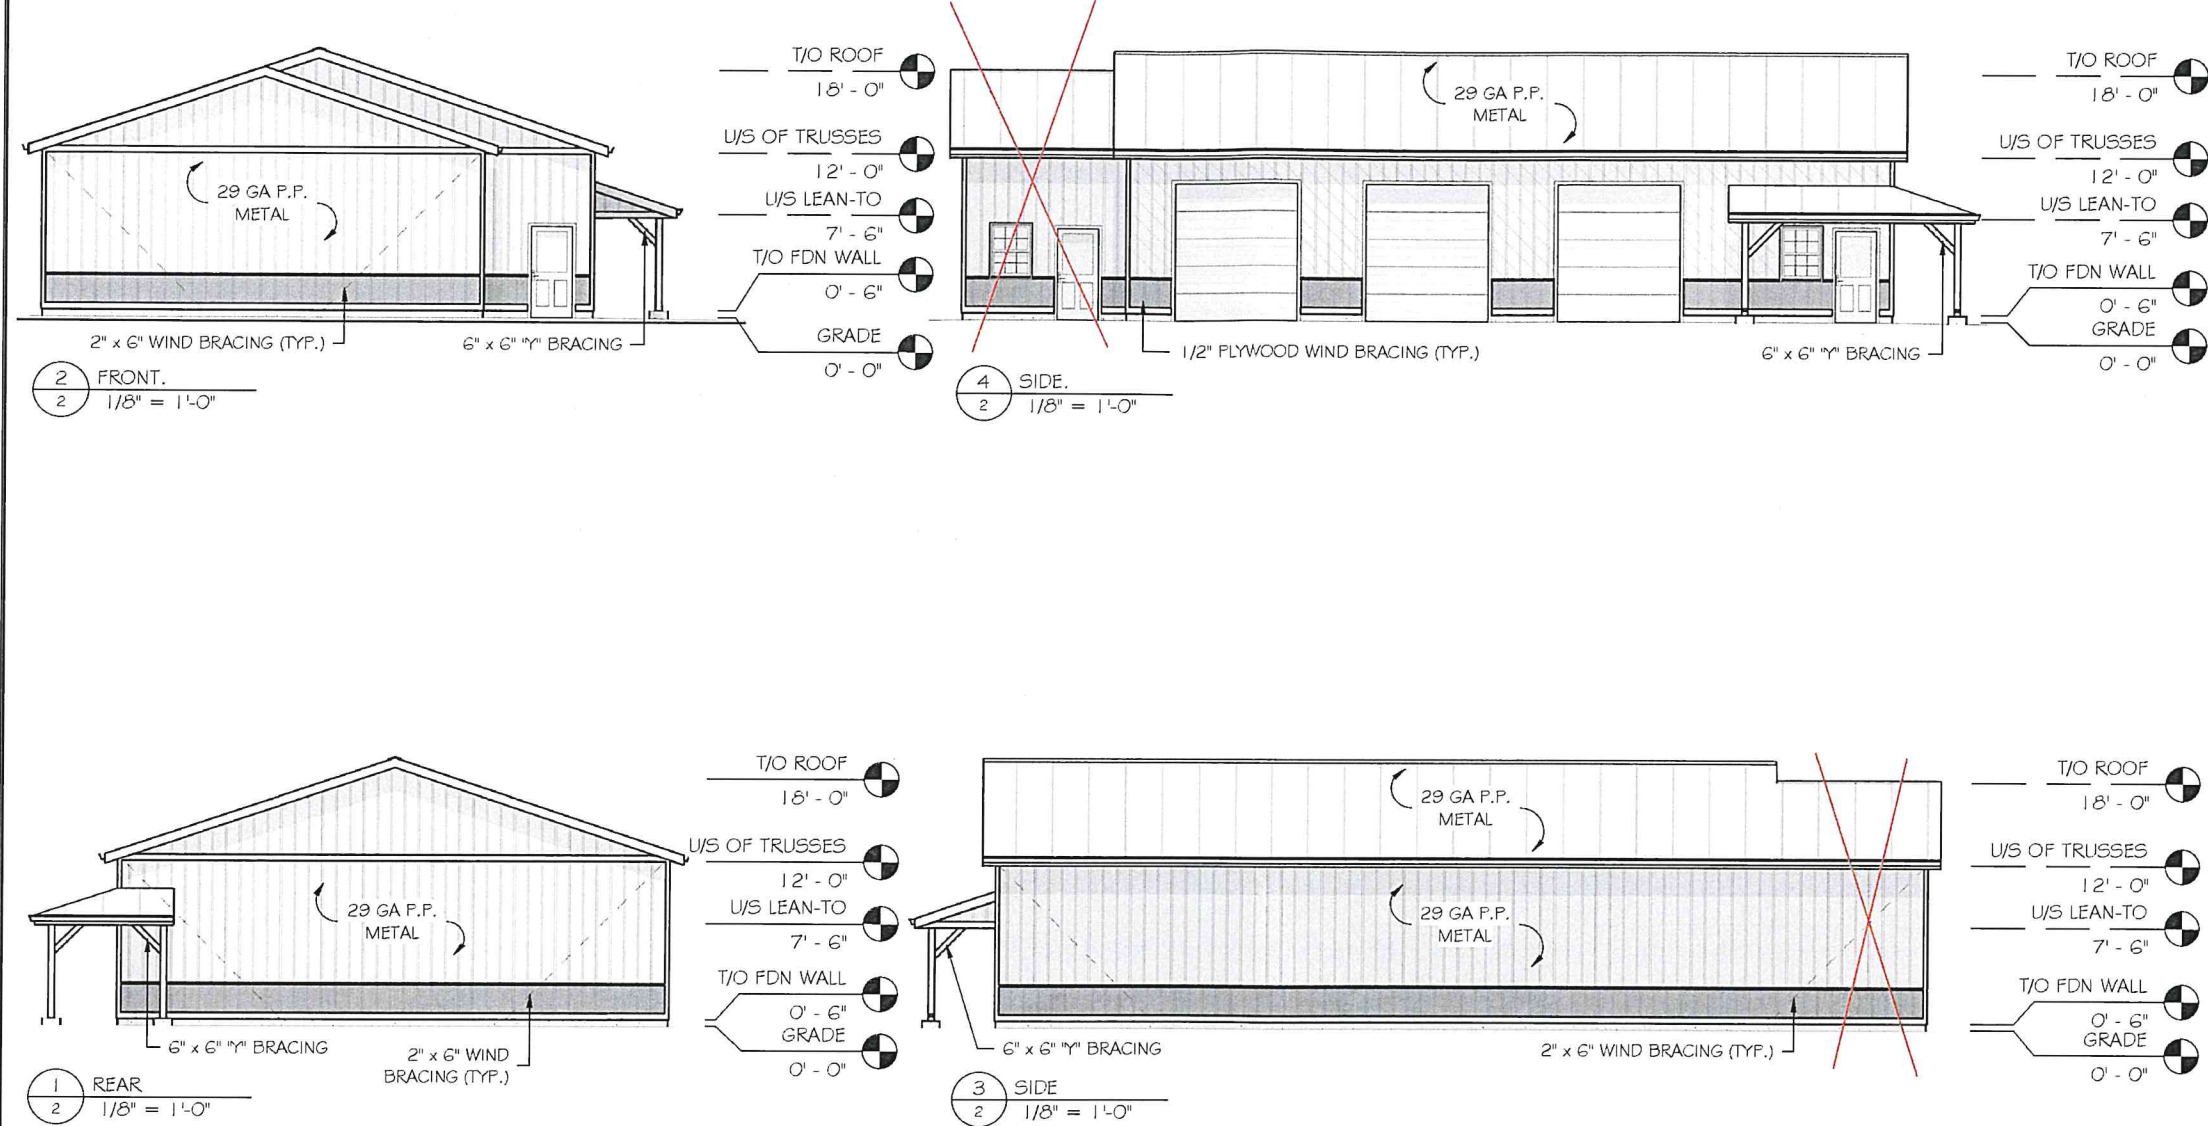 T/O ROOF
18' - 0"
U/S OF TRUSSES
12' - 0"
U/S LEAN-TO
7' - 6"
T/O FDN WALL
0' - 6"
GRADE
0' - 0"
29 GA P.P.
METAL
2" x 6" WIND BRACING (TYP.)
6" x 6" "Y" BRACING
2
2
FRONT.
1/8" = 1'-0"
T/O ROOF
18' - 0"
U/S OF TRUSSES
12' - 0"
U/S LEAN-TO
7' - 6"
T/O FDN WALL
0' - 6"
GRADE
0' - 0"
29 GA P.P.
METAL
1/2" PLYWOOD WIND BRACING (TYP.)
6" x 6" "Y" BRACING
4
2
SIDE.
1/8" = 1'-0"
T/O ROOF
18' - 0"
U/S OF TRUSSES
12' - 0"
U/S LEAN-TO
7' - 6"
T/O FDN WALL
0' - 6"
GRADE
0' - 0"
29 GA P.P.
METAL
6" x 6" "Y" BRACING
2" x 6" WIND
BRACING (TYP.)
1
2
REAR
1/8" = 1'-0"
T/O ROOF
18' - 0"
U/S OF TRUSSES
12' - 0"
U/S LEAN-TO
7' - 6"
T/O FDN WALL
0' - 6"
GRADE
0' - 0"
29 GA P.P.
METAL
29 GA P.P.
METAL
6" x 6" "Y" BRACING
2" x 6" WIND BRACING (TYP.)
3
2
SIDE
1/8" = 1'-0"